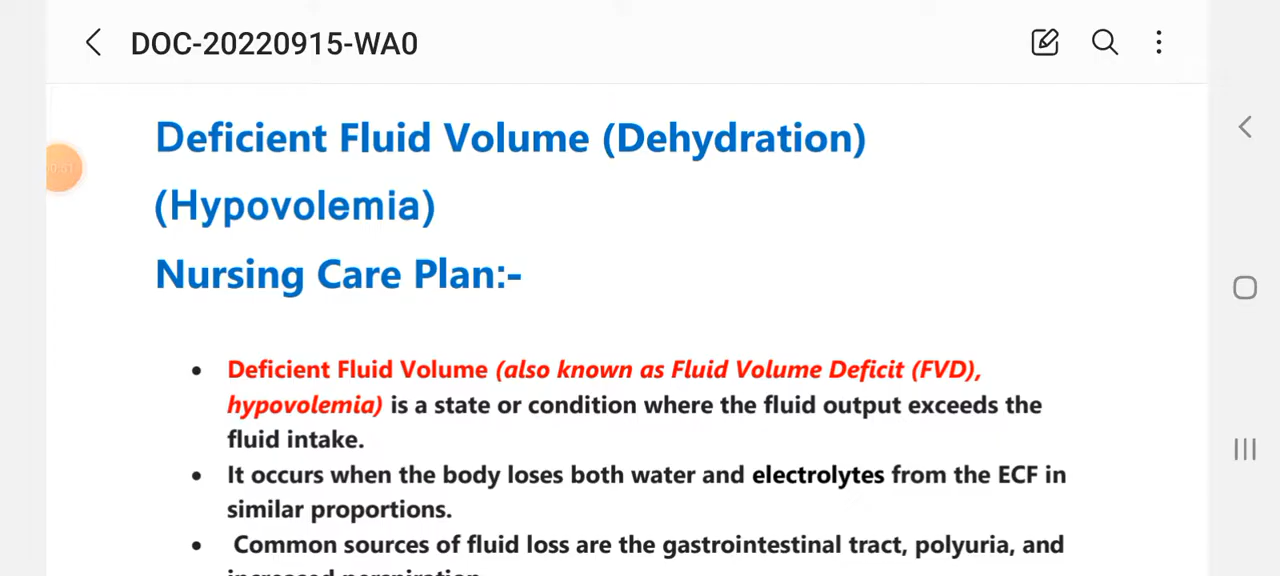 DOC-20220915-WA0
Deficient Fluid Volume (Dehydration)
(Hypovolemia)
Nursing Care Plan:-
• Deficient Fluid Volume (also known as Fluid Volume Deficit (FVD),
hypovolemia) is a state or condition where the fluid output exceeds the
fluid intake.
• It occurs when the body loses both water and electrolytes from the ECF in
similar proportions.
• Common sources of fluid loss are the gastrointestinal tract, polyuria, and
increased perspiration.